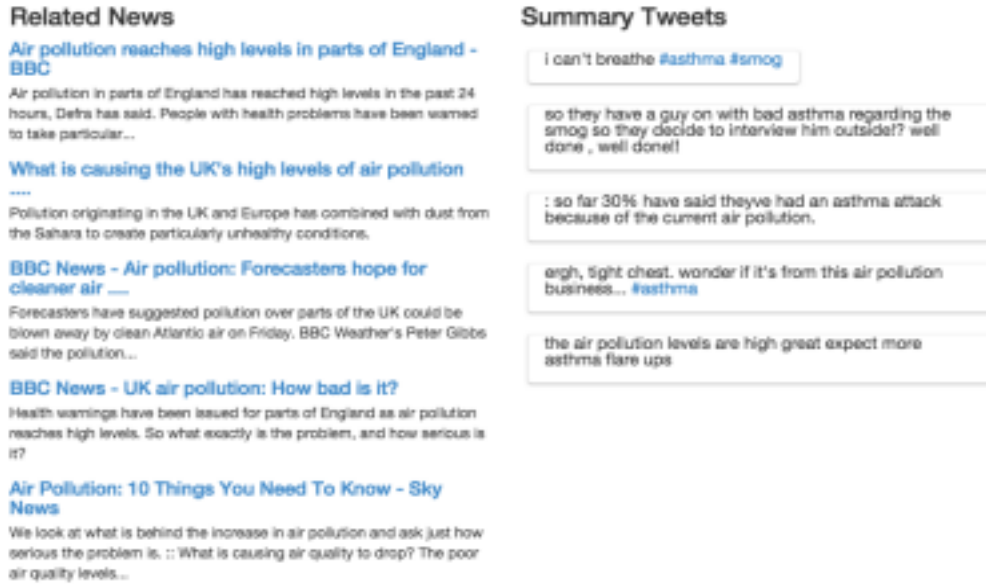 Related News
Air pollution reaches high levels in parts of England -
BBC
Air pollution in parts of England has reached high levels in the past 24
hours, Defra has said. People with health problems have been warned
to take particular...
What is causing the UK's high levels of air pollution
....
Pollution originating in the UK and Europe has combined with dust from
the Sahara to create particularly unhealthy conditions.
BBC News - Air pollution: Forecasters hope for
cleaner air ....
Forecasters have suggested pollution over parts of the UK could be
blown away by clean Atlantic air on Friday. BBC Weather's Peter Gibbs
said the pollution...
BBC News - UK air pollution: How bad is it?
Health warnings have been issued for parts of England as air pollution
reaches high levels. So what exactly is the problem, and how serious is
it?
Air Pollution: 10 Things You Need To Know - Sky
News
We look at what is behind the increase in air pollution and ask just how
serious the problem is. :: What is causing air quality to drop? The poor
air quality levels...
Summary Tweets
i can't breathe #asthma #smog
so they have a guy on with bad asthma regarding the
smog so they decide to interview him outside!? well
done , well done!!
: so far 30% have said theyve had an asthma attack
because of the current air pollution.
ergh, tight chest. wonder if it's from this air pollution
business... #asthma
the air pollution levels are high great expect more
asthma flare ups